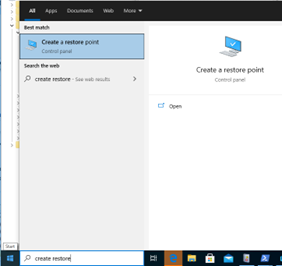 All Apps Documents Web More
Best match
Create a restore point
Control panel
Search the web
create restore - See web results
Create a restore point
Control panel
Open
Start
create restore